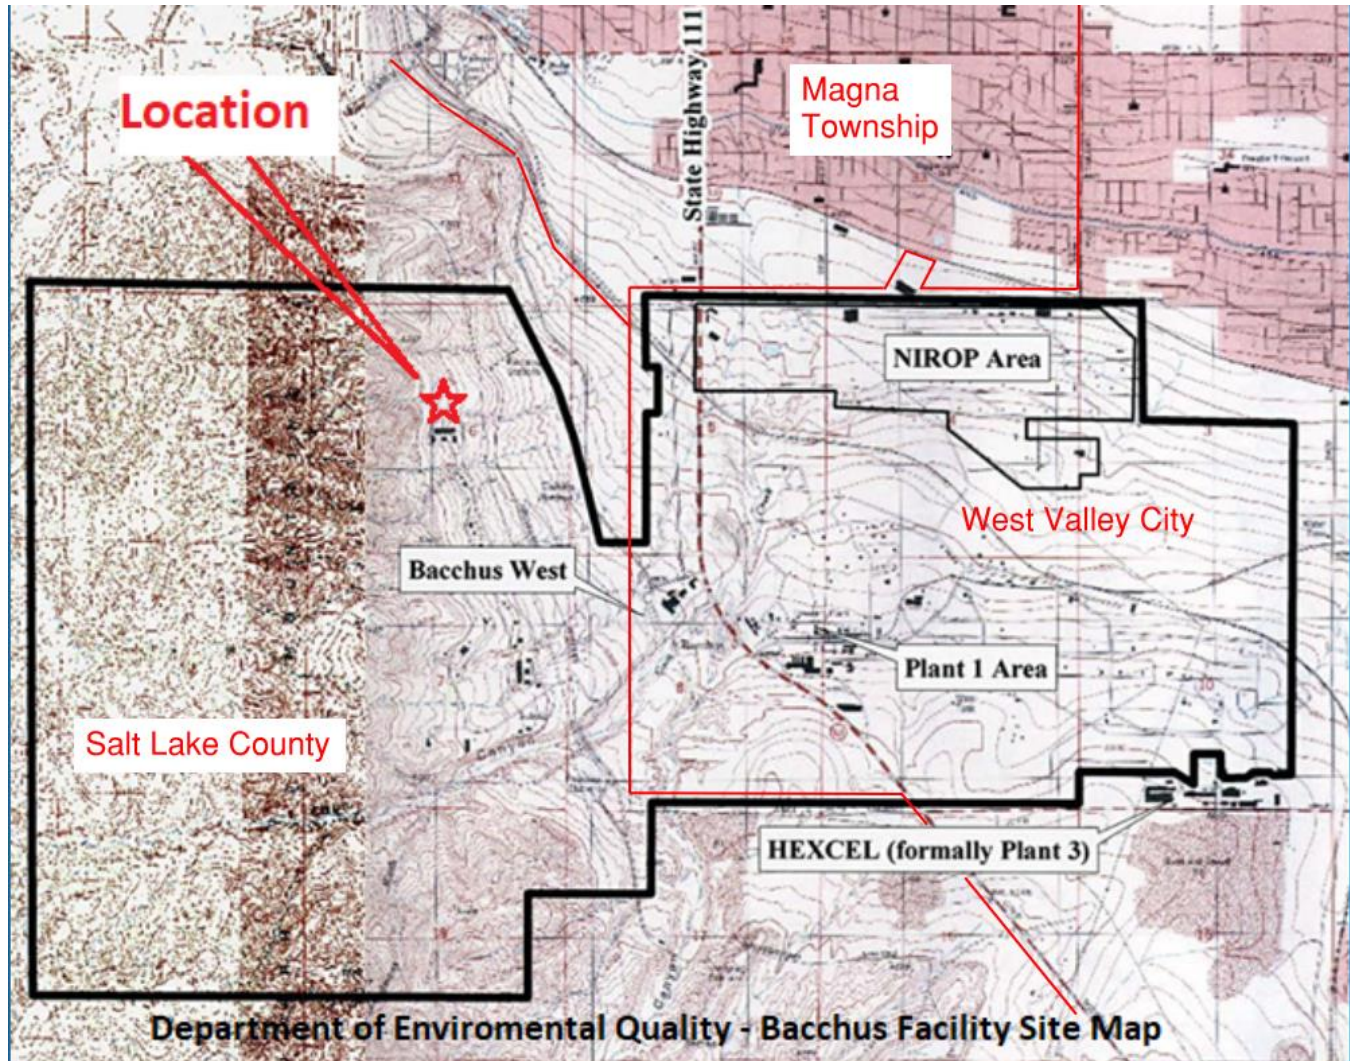 Location
Magna
Township
State Highway 111
NIROP Area
West Valley City
Bacchus West
Plant 1 Area
Salt Lake County
HEXCEL (formally Plant 3)
Department of Enviromental Quality - Bacchus Facility Site Map